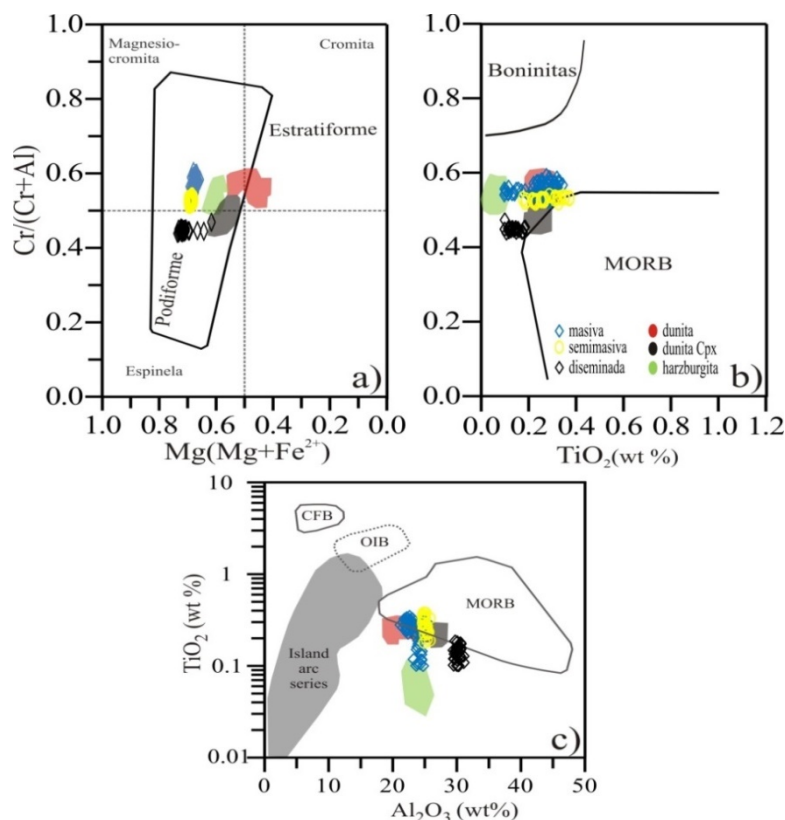 1.0
0.8
0.6
0.4
0.2
0.0
Cr/(Cr+Al)
Magnesio-
cromita
Cromita
Estratiforme
Podiforme
Espinela
a)
1.0 0.8 0.6 0.4 0.2 0.0
Mg(Mg+Fe²⁺)
1.0
0.8
0.6
0.4
0.2
0.0
Boninitas
MORB
masiva
semimasiva
diseminada
dunita
dunita Cpx
harzburgita
b)
0.0 0.2 0.4 0.6 0.8 1.0 1.2
TiO₂(wt %)
10
1
0.1
0.01
TiO₂ (wt %)
CFB
OIB
MORB
Island
arc
series
c)
0 10 20 30 40 50
Al₂O₃ (wt%)